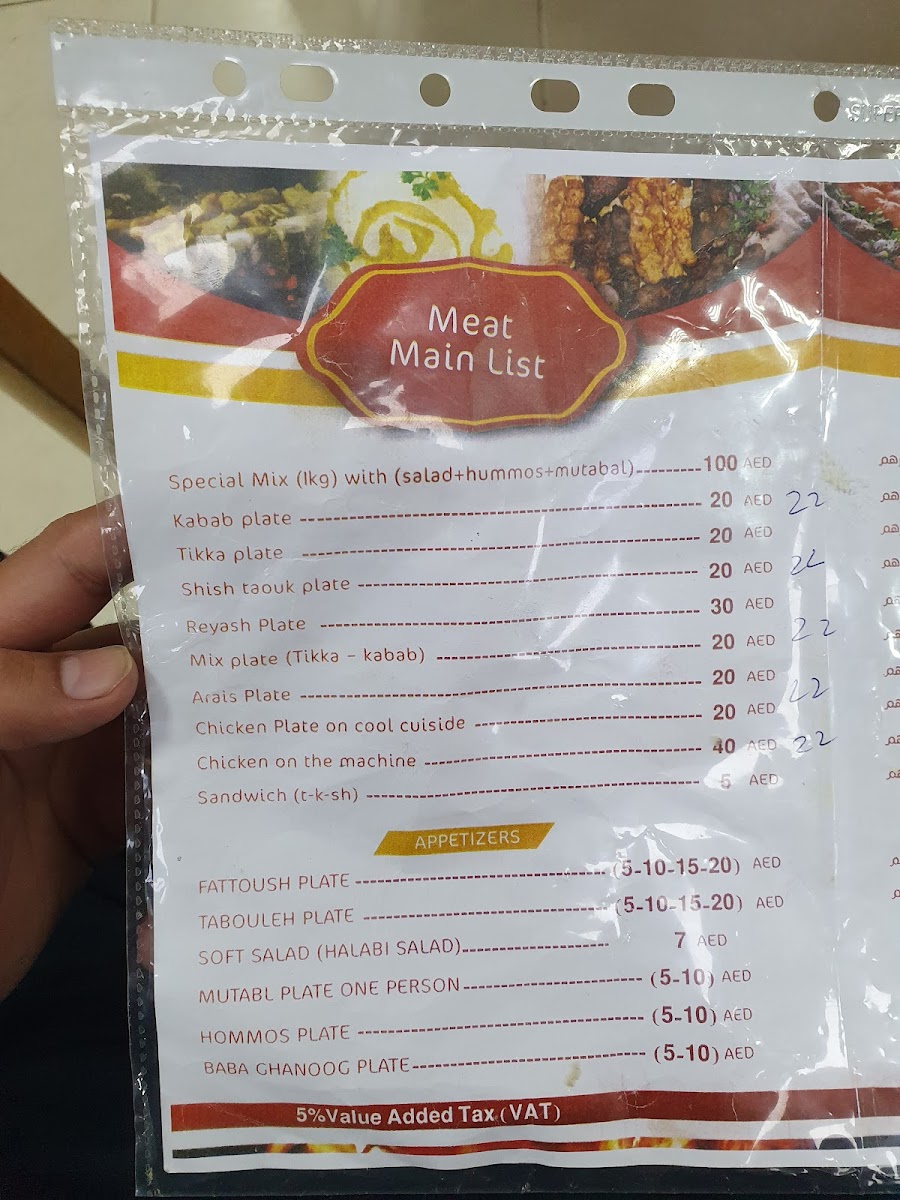 SUPER
Meat
Main List
Special Mix (1kg) with (salad+hummos+mutabal)---------100 AED
Kabab plate ---------- 20 AED 22
Tikka plate ---------- 20 AED
Shish taouk plate ---------- 20 AED 22
Reyash Plate ---------- 30 AED
Mix plate (Tikka – kabab) ---------- 20 AED 22
Arais Plate ---------- 20 AED
Chicken Plate on cool cuiside ---------- 20 AED 22
Chicken on the machine ---------- 40 AED 22
Sandwich (t-k-sh) ---------- 5 AED
APPETIZERS
FATTOUSH PLATE ---------- (5-10-15-20) AED
TABOULEH PLATE ---------- (5-10-15-20) AED
SOFT SALAD (HALABI SALAD)---------- 7 AED
MUTABL PLATE ONE PERSON---------- (5-10) AED
HOMMOS PLATE ---------- (5-10) AED
BABA GHANOOG PLATE---------- (5-10) AED
5%Value Added Tax (VAT)